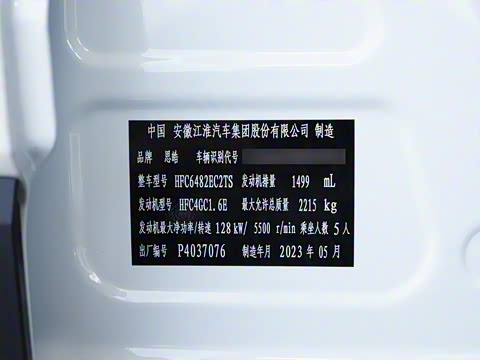 中国 安徽江淮汽车集团股份有限公司 制造
品牌 思皓 车辆识别代号
整车型号 HFC6482EC2TS 发动机排量 1499 mL
发动机型号 HFC4GC1.6E 最大允许总质量 2215 kg
发动机最大净功率/转速 128 kW/ 5500 r/min 乘坐人数 5 人
出厂编号 P4037076 制造年月 2023 年 05 月